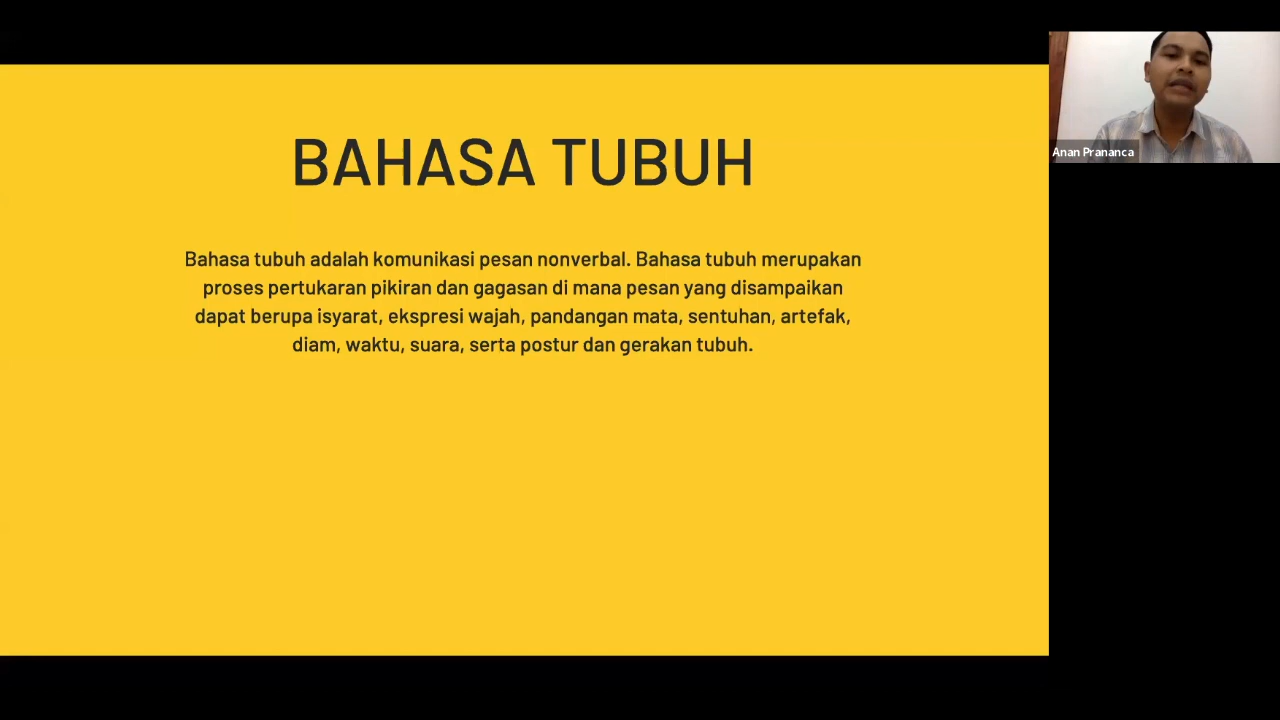 BAHASA TUBUH
Bahasa tubuh adalah komunikasi pesan nonverbal. Bahasa tubuh merupakan
proses pertukaran pikiran dan gagasan di mana pesan yang disampaikan
dapat berupa isyarat, ekspresi wajah, pandangan mata, sentuhan, artefak,
diam, waktu, suara, serta postur dan gerakan tubuh.
Anan Prananca